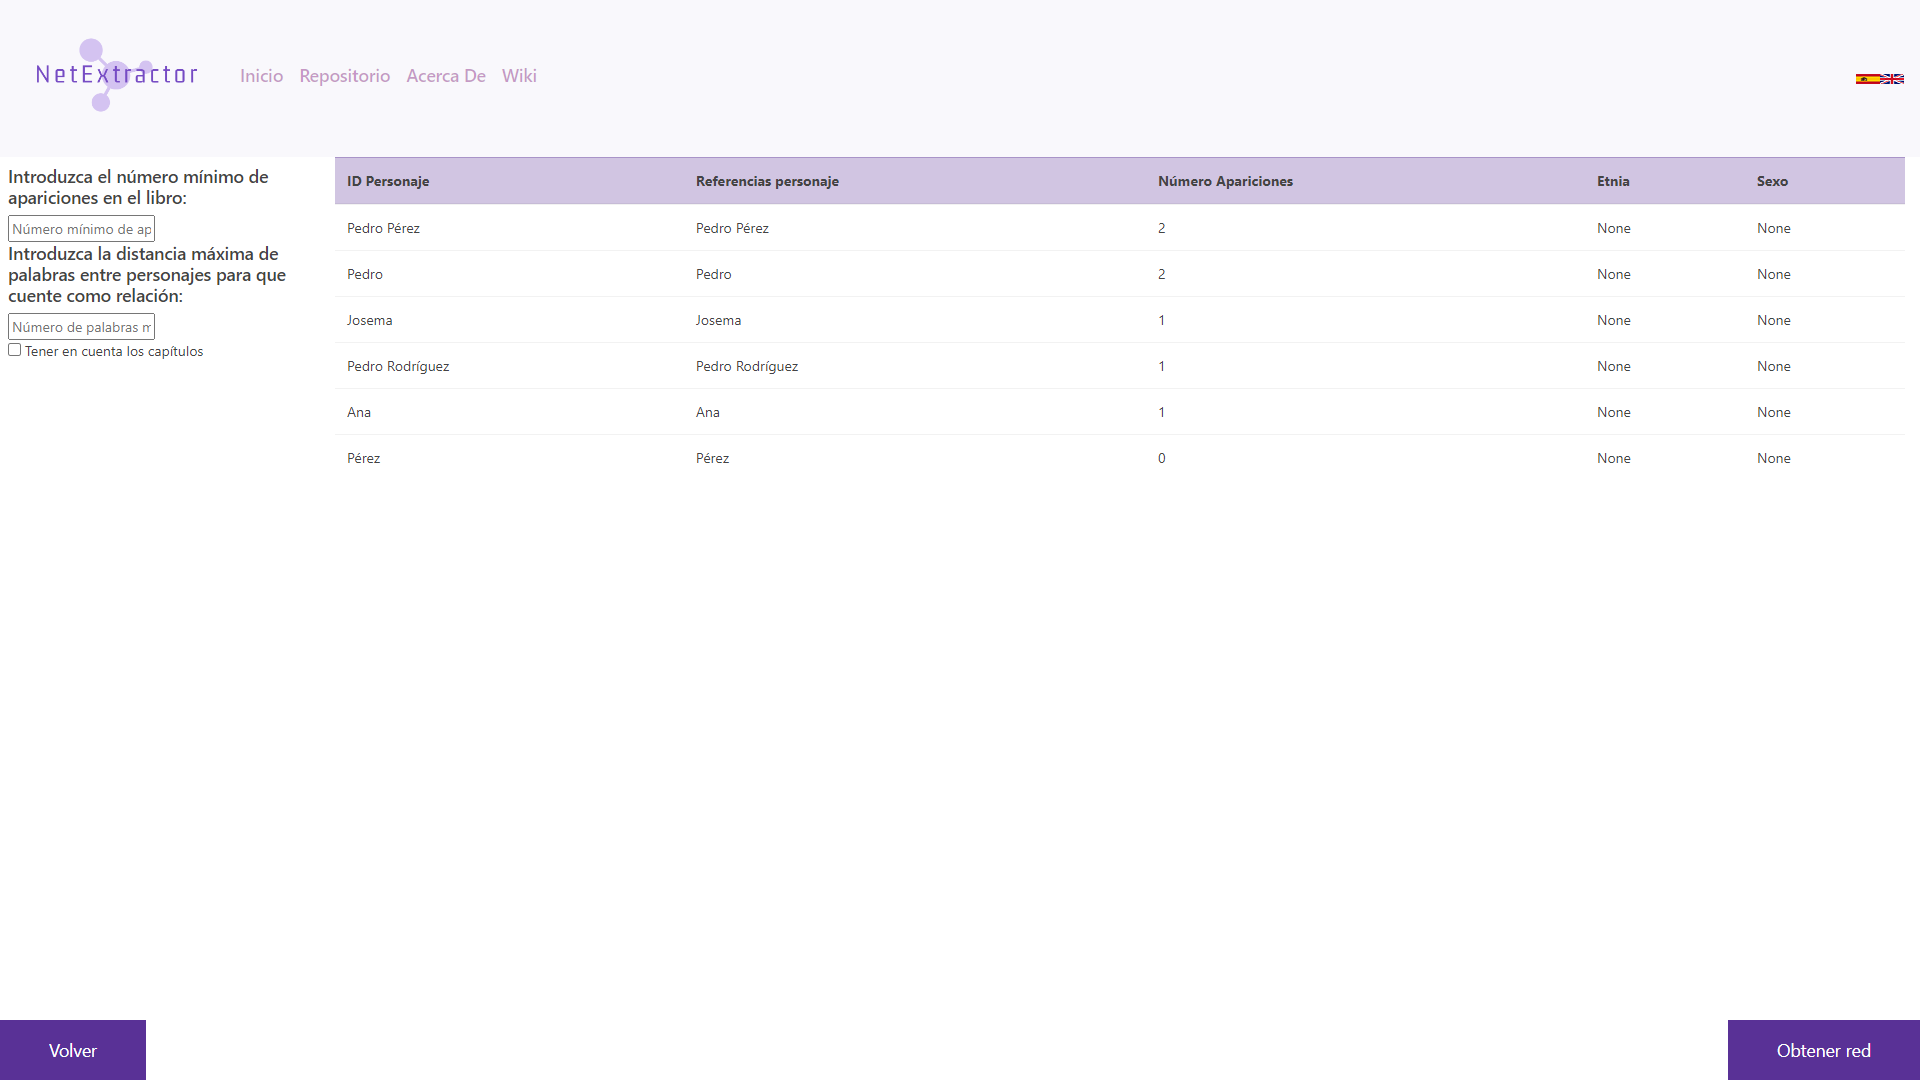 NetExtractor
Inicio Repositorio Acerca De Wiki
Introduzca el número mínimo de
apariciones en el libro:
Número mínimo de ap
Introduzca la distancia máxima de
palabras entre personajes para que
cuente como relación:
Número de palabras m
Tener en cuenta los capítulos
ID Personaje Referencias personaje Número Apariciones Etnia Sexo
Pedro Pérez Pedro Pérez 2 None None
Pedro Pedro 2 None None
Josema Josema 1 None None
Pedro Rodríguez Pedro Rodríguez 1 None None
Ana Ana 1 None None
Pérez Pérez 0 None None
Volver
Obtener red